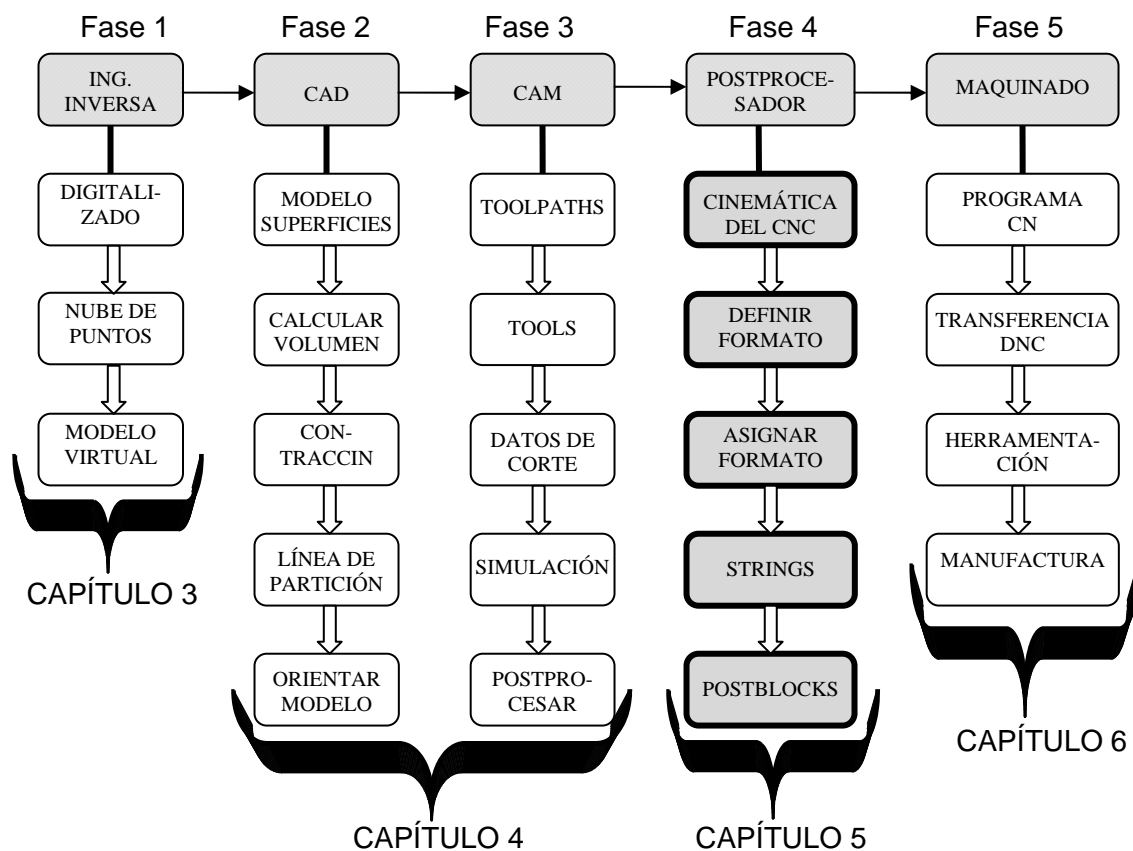 Fase 1
Fase 2
Fase 3
Fase 4
Fase 5
ING.
INVERSA
CAD
CAM
POSTPROCE-
SADOR
MAQUINADO
DIGITALI-
ZADO
NUBE DE
PUNTOS
MODELO
VIRTUAL
CAPÍTULO 3
MODELO
SUPERFICIES
CALCULAR
VOLUMEN
CON-
TRACCIN
LÍNEA DE
PARTICIÓN
ORIENTAR
MODELO
TOOLPATHS
TOOLS
DATOS DE
CORTE
SIMULACIÓN
POSTPRO-
CESAR
CAPÍTULO 4
CINEMÁTICA
DEL CNC
DEFINIR
FORMATO
ASIGNAR
FORMATO
STRINGS
POSTBLOCKS
CAPÍTULO 5
PROGRAMA
CN
TRANSFERENCIA
DNC
HERRAMENTA-
CIÓN
MANUFACTURA
CAPÍTULO 6